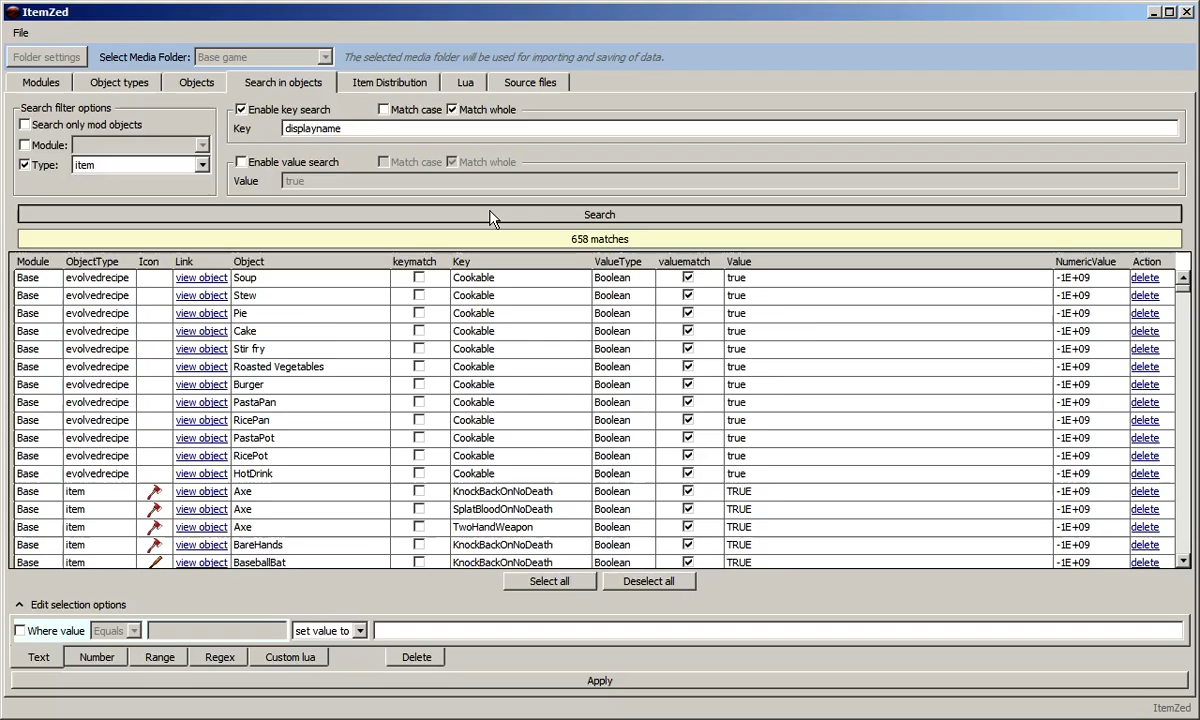 ItemZed
File
Folder settings Select Media Folder: Base game The selected media folder will be used for importing and saving of data.
Modules Object types Objects Search in objects Item Distribution Lua Source files
Search filter options
Search only mod objects
Module:
Type: item
Enable key search Match case Match whole
Key displayname
Enable value search Match case Match whole
Value true
Search
658 matches
Module ObjectType Icon Link Object keymatch Key ValueType valuematch Value NumericValue Action
Base evolvedrecipe view object Soup Cookable Boolean true -1E+09 delete
Base evolvedrecipe view object Stew Cookable Boolean true -1E+09 delete
Base evolvedrecipe view object Pie Cookable Boolean true -1E+09 delete
Base evolvedrecipe view object Cake Cookable Boolean true -1E+09 delete
Base evolvedrecipe view object Stir fry Cookable Boolean true -1E+09 delete
Base evolvedrecipe view object Roasted Vegetables Cookable Boolean true -1E+09 delete
Base evolvedrecipe view object Burger Cookable Boolean true -1E+09 delete
Base evolvedrecipe view object PastaPan Cookable Boolean true -1E+09 delete
Base evolvedrecipe view object RicePan Cookable Boolean true -1E+09 delete
Base evolvedrecipe view object PastaPot Cookable Boolean true -1E+09 delete
Base evolvedrecipe view object RicePot Cookable Boolean true -1E+09 delete
Base evolvedrecipe view object HotDrink Cookable Boolean true -1E+09 delete
Base item view object Axe KnockBackOnNoDeath Boolean TRUE -1E+09 delete
Base item view object Axe SplatBloodOnNoDeath Boolean TRUE -1E+09 delete
Base item view object Axe TwoHandWeapon Boolean TRUE -1E+09 delete
Base item view object BareHands KnockBackOnNoDeath Boolean TRUE -1E+09 delete
Base item view object BaseballBat KnockBackOnNoDeath Boolean TRUE -1E+09 delete
Select all Deselect all
Edit selection options
Where value Equals set value to
Text Number Range Regex Custom lua Delete
Apply
ItemZed